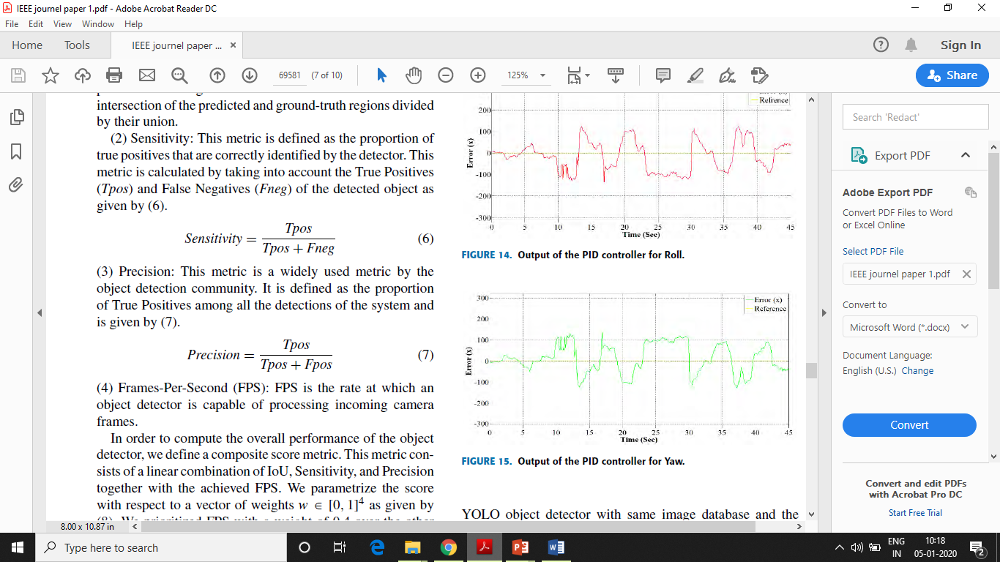 IEEE journel paper 1.pdf - Adobe Acrobat Reader DC
File Edit View Window Help
Home Tools IEEE journel paper ... × Sign In
69581 (7 of 10) 125% Share
intersection of the predicted and ground-truth regions divided
by their union.
(2) Sensitivity: This metric is defined as the proportion of
true positives that are correctly identified by the detector. This
metric is calculated by taking into account the True Positives
(Tpos) and False Negatives (Fneg) of the detected object as
given by (6).
Sensitivity = Tpos / Tpos + Fneg (6)
(3) Precision: This metric is a widely used metric by the
object detection community. It is defined as the proportion
of True Positives among all the detections of the system and
is given by (7).
Precision = Tpos / Tpos + Fpos (7)
(4) Frames-Per-Second (FPS): FPS is the rate at which an
object detector is capable of processing incoming camera
frames.
In order to compute the overall performance of the object
detector, we define a composite score metric. This metric con-
sists of a linear combination of IoU, Sensitivity, and Precision
together with the achieved FPS. We parametrize the score
with respect to a vector of weights w ∈ [0, 1]⁴ as given by
(8). We prioritized FPS with a weight of 0.4 over the other
Refrence
200
100
0
-100
-200
-300
Error (x)
0 5 10 15 20 25 30 35 40 45
Time (Sec)
FIGURE 14. Output of the PID controller for Roll.
Error (x)
Reference
300
200
100
0
-100
-200
-300
Error (x)
0 5 10 15 20 25 30 35 40 45
Time (Sec)
FIGURE 15. Output of the PID controller for Yaw.
YOLO object detector with same image database and the
8.00 x 10.87 in
Search 'Redact'
Export PDF
Adobe Export PDF
Convert PDF Files to Word
or Excel Online
Select PDF File
IEEE journel paper 1.pdf
Convert to
Microsoft Word (*.docx)
Document Language:
English (U.S.) Change
Convert
Convert and edit PDFs
with Acrobat Pro DC
Start Free Trial
Type here to search
ENG
IN
10:18
05-01-2020
2